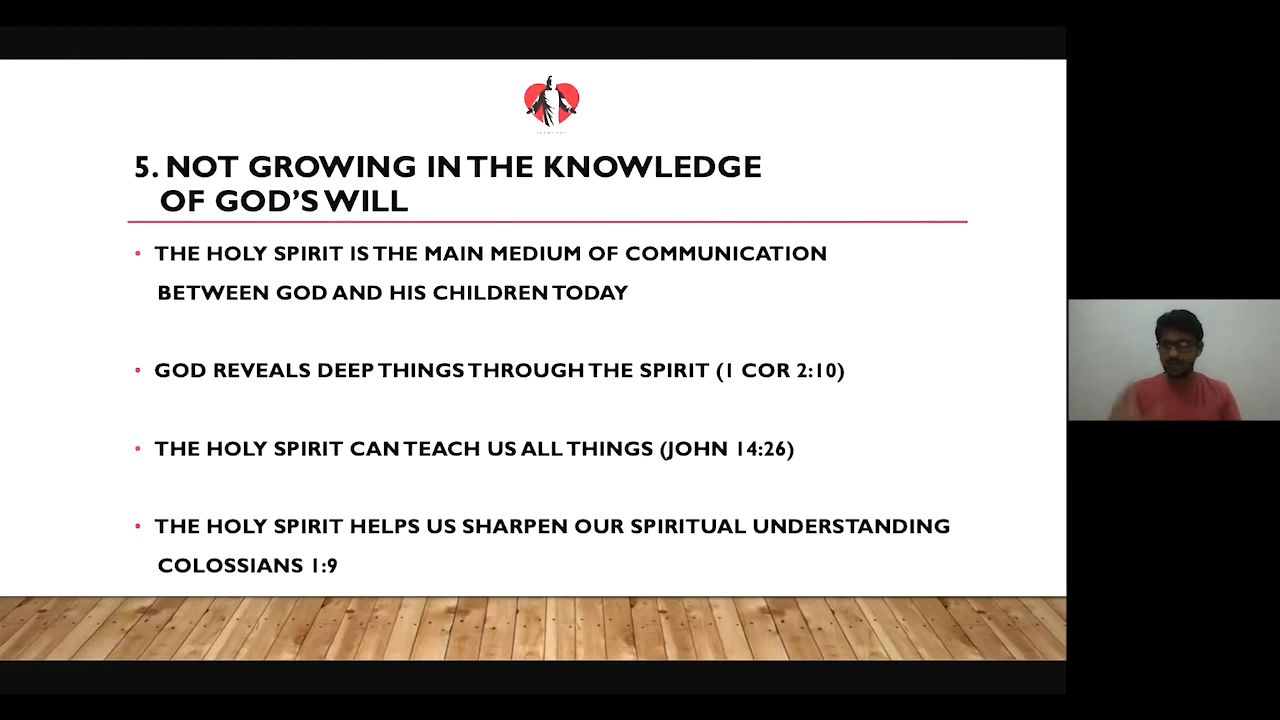 5. NOT GROWING IN THE KNOWLEDGE
OF GOD'S WILL
• THE HOLY SPIRIT IS THE MAIN MEDIUM OF COMMUNICATION
BETWEEN GOD AND HIS CHILDREN TODAY
• GOD REVEALS DEEP THINGS THROUGH THE SPIRIT (1 COR 2:10)
• THE HOLY SPIRIT CAN TEACH US ALL THINGS (JOHN 14:26)
• THE HOLY SPIRIT HELPS US SHARPEN OUR SPIRITUAL UNDERSTANDING
COLOSSIANS 1:9